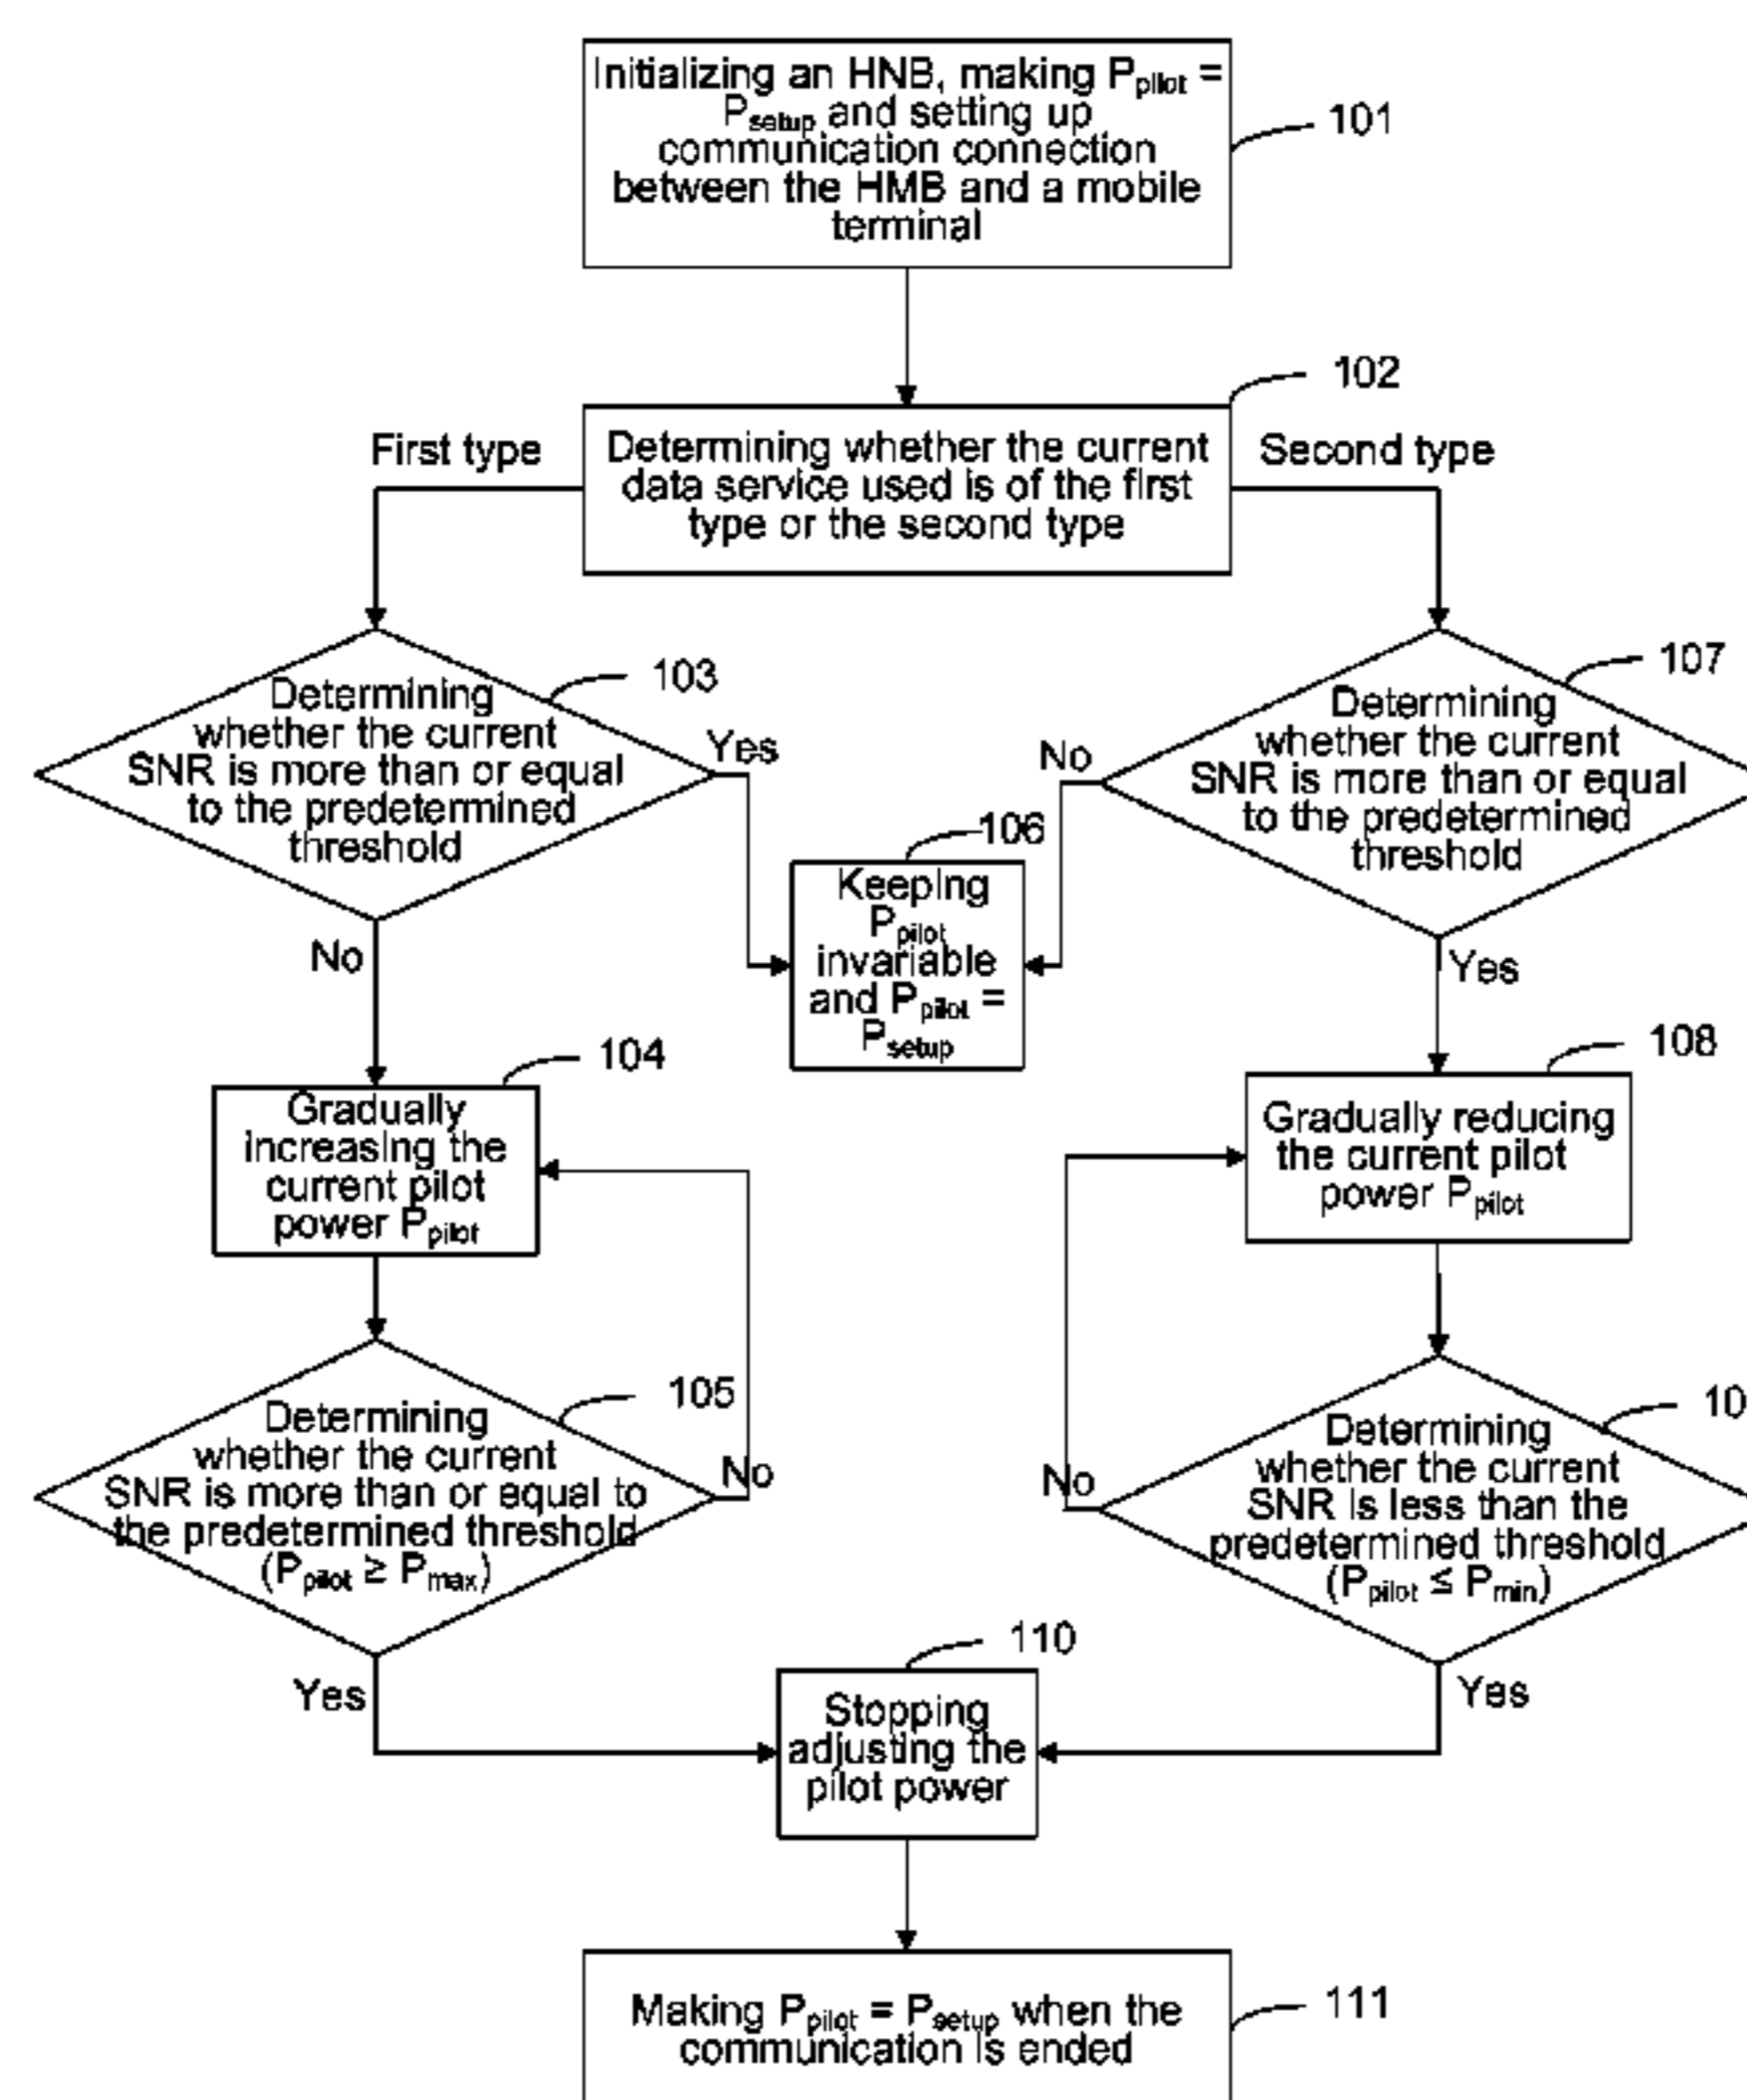 Initializing an HNB, making Ppilot =
Psetup and setting up
communication connection
between the HMB and a mobile
terminal
101
102
First type
Determining whether the current
data service used is of the first
type or the second type
Second type
103
Determining
whether the current
SNR is more than or equal
to the predetermined
threshold
Yes
No
107
Determining
whether the current
SNR is more than or equal
to the predetermined
threshold
No
Yes
106
Keeping
Ppilot
invariable
and Ppilot =
Psetup
104
Gradually
increasing the
current pilot
power Ppilot
108
Gradually reducing
the current pilot
power Ppilot
105
Determining
whether the current
SNR is more than or equal to
the predetermined threshold
(Ppilot ≥ Pmax)
No
Yes
10
Determining
whether the current
SNR is less than the
predetermined threshold
(Ppilot ≤ Pmin)
No
Yes
110
Stopping
adjusting the
pilot power
Making Ppilot = Psetup when the
communication is ended
111